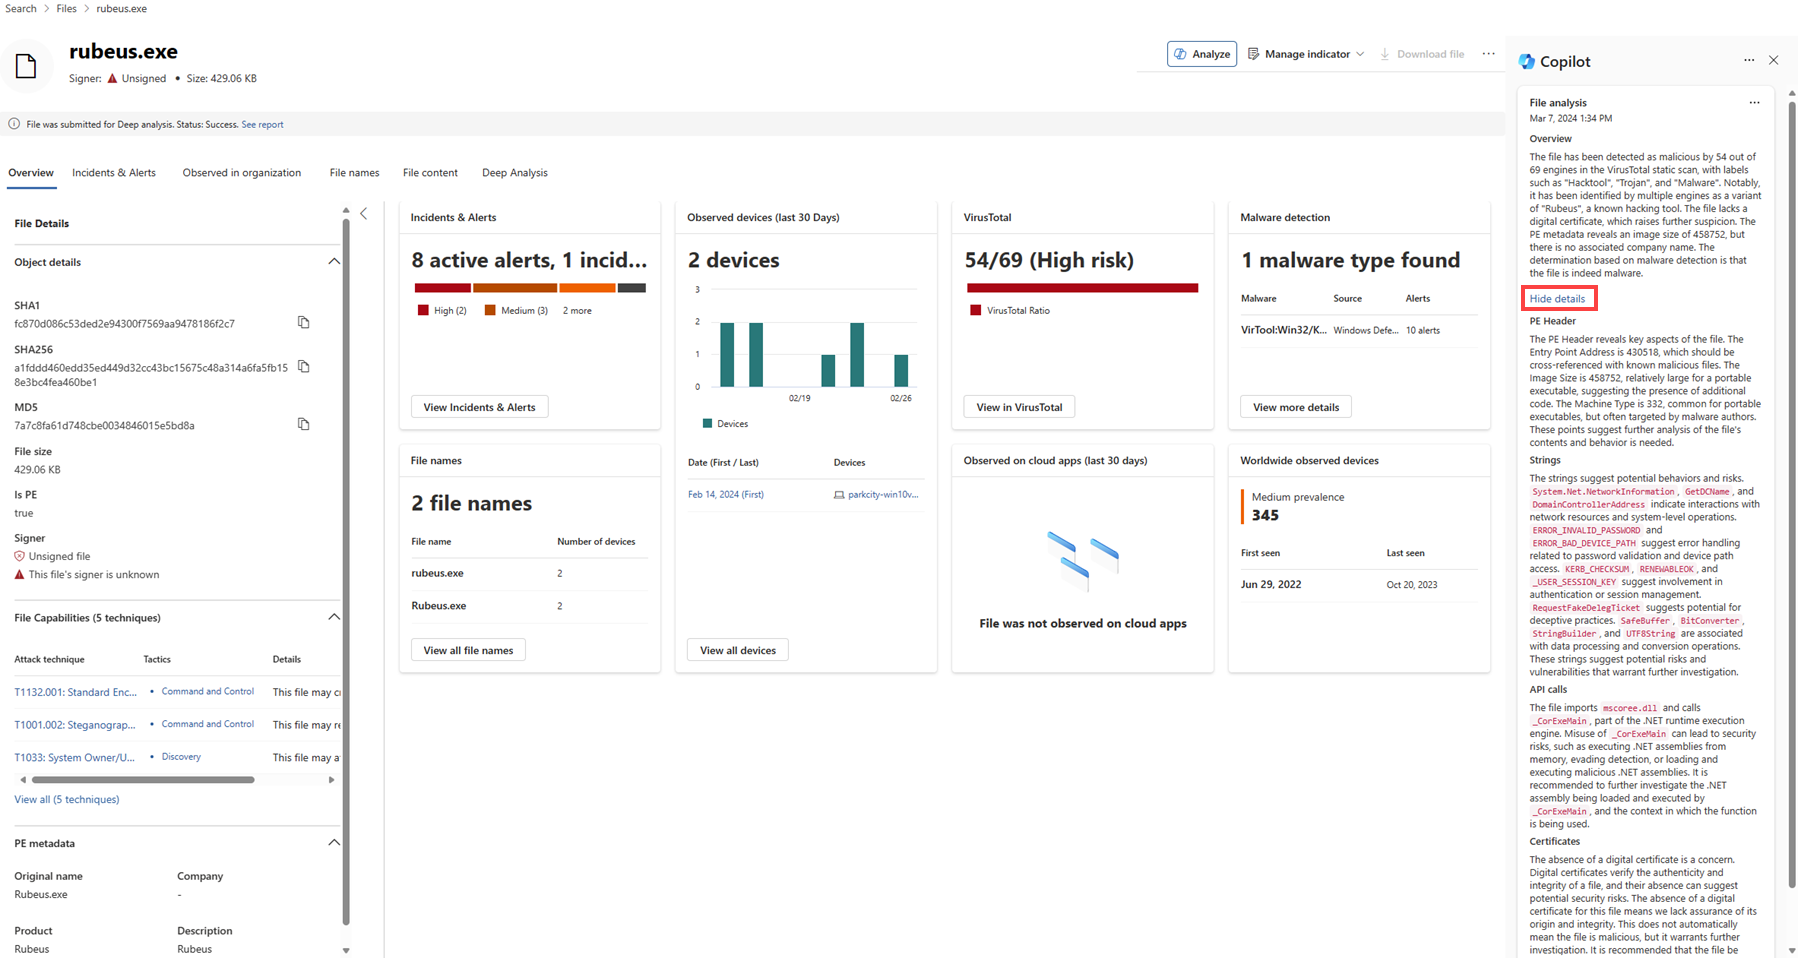 Search > Files > rubeus.exe
rubeus.exe
Signer: Unsigned • Size: 429.06 KB
Analyze
Manage indicator
Download file
File was submitted for Deep analysis. Status: Success. See report
Overview
Incidents & Alerts
Observed in organization
File names
File content
Deep Analysis
File Details
Object details
SHA1
fc870d086c53ded2e94300f7569aa9478186f2c7
SHA256
a1fddd460edd35ed449d32cc43bc15675c48a314a6fa5fb15
8e3bc4fea460be1
MD5
7a7c8fa61d748cbe0034846015e5bd8a
File size
429.06 KB
Is PE
true
Signer
Unsigned file
This file's signer is unknown
File Capabilities (5 techniques)
Attack technique Tactics Details
T1132.001: Standard Enc... • Command and Control This file may c
T1001.002: Steganograp... • Command and Control This file may re
T1033: System Owner/U... • Discovery This file may a
View all (5 techniques)
PE metadata
Original name Company
Rubeus.exe -
Product Description
Rubeus Rubeus
Incidents & Alerts
8 active alerts, 1 incid...
High (2) Medium (3) 2 more
View Incidents & Alerts
Observed devices (last 30 Days)
2 devices
3
2
1
0
02/19 02/26
Devices
Date (First / Last) Devices
Feb 14, 2024 (First) parkcity-win10v...
View all devices
VirusTotal
54/69 (High risk)
VirusTotal Ratio
View in VirusTotal
Malware detection
1 malware type found
Malware Source Alerts
VirTool:Win32/K... Windows Defe... 10 alerts
View more details
File names
2 file names
File name Number of devices
rubeus.exe 2
Rubeus.exe 2
View all file names
Observed on cloud apps (last 30 days)
File was not observed on cloud apps
Worldwide observed devices
Medium prevalence
345
First seen Last seen
Jun 29, 2022 Oct 20, 2023
Copilot
File analysis
Mar 7, 2024 1:34 PM
Overview
The file has been detected as malicious by 54 out of
69 engines in the VirusTotal static scan, with labels
such as "Hacktool", "Trojan", and "Malware". Notably,
it has been identified by multiple engines as a variant
of "Rubeus", a known hacking tool. The file lacks a
digital certificate, which raises further suspicion. The
PE metadata reveals an image size of 458752, but
there is no associated company name. The
determination based on malware detection is that
the file is indeed malware.
Hide details
PE Header
The PE Header reveals key aspects of the file. The
Entry Point Address is 430518, which should be
cross-referenced with known malicious files. The
Image Size is 458752, relatively large for a portable
executable, suggesting the presence of additional
code. The Machine Type is 332, common for portable
executables, but often targeted by malware authors.
These points suggest further analysis of the file's
contents and behavior is needed.
Strings
The strings suggest potential behaviors and risks.
System.Net.NetworkInformation, GetDCName, and
DomainControllerAddress indicate interactions with
network resources and system-level operations.
ERROR_INVALID_PASSWORD and
ERROR_BAD_DEVICE_PATH suggest error handling
related to password validation and device path
access. KERB_CHECKSUM, RENEWABLEOK, and
_USER_SESSION_KEY suggest involvement in
authentication or session management.
RequestFakeDelegTicket suggests potential for
deceptive practices. SafeBuffer, BitConverter,
StringBuilder, and UTF8String are associated
with data processing and conversion operations.
These strings suggest potential risks and
vulnerabilities that warrant further investigation.
API calls
The file imports mscoree.dll and calls
_CorExeMain, part of the .NET runtime execution
engine. Misuse of _CorExeMain can lead to security
risks, such as executing .NET assemblies from
memory, evading detection, or loading and
executing malicious .NET assemblies. It is
recommended to further investigate the .NET
assembly being loaded and executed by
_CorExeMain, and the context in which the function
is being used.
Certificates
The absence of a digital certificate is a concern.
Digital certificates verify the authenticity and
integrity of a file, and their absence can suggest
potential security risks. The absence of a digital
certificate for this file means we lack assurance of its
origin and integrity. This does not automatically
mean the file is malicious, but it warrants further
investigation. It is recommended that the file be